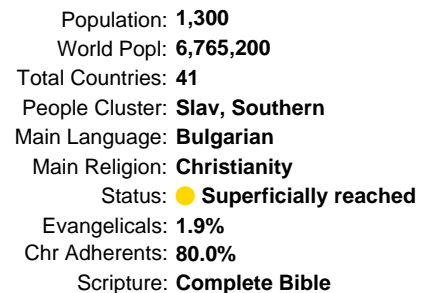 Population: 1,300
World Popl: 6,765,200
Total Countries: 41
People Cluster: Slav, Southern
Main Language: Bulgarian
Main Religion: Christianity
Status: Superficially reached
Evangelicals: 1.9%
Chr Adherents: 80.0%
Scripture: Complete Bible